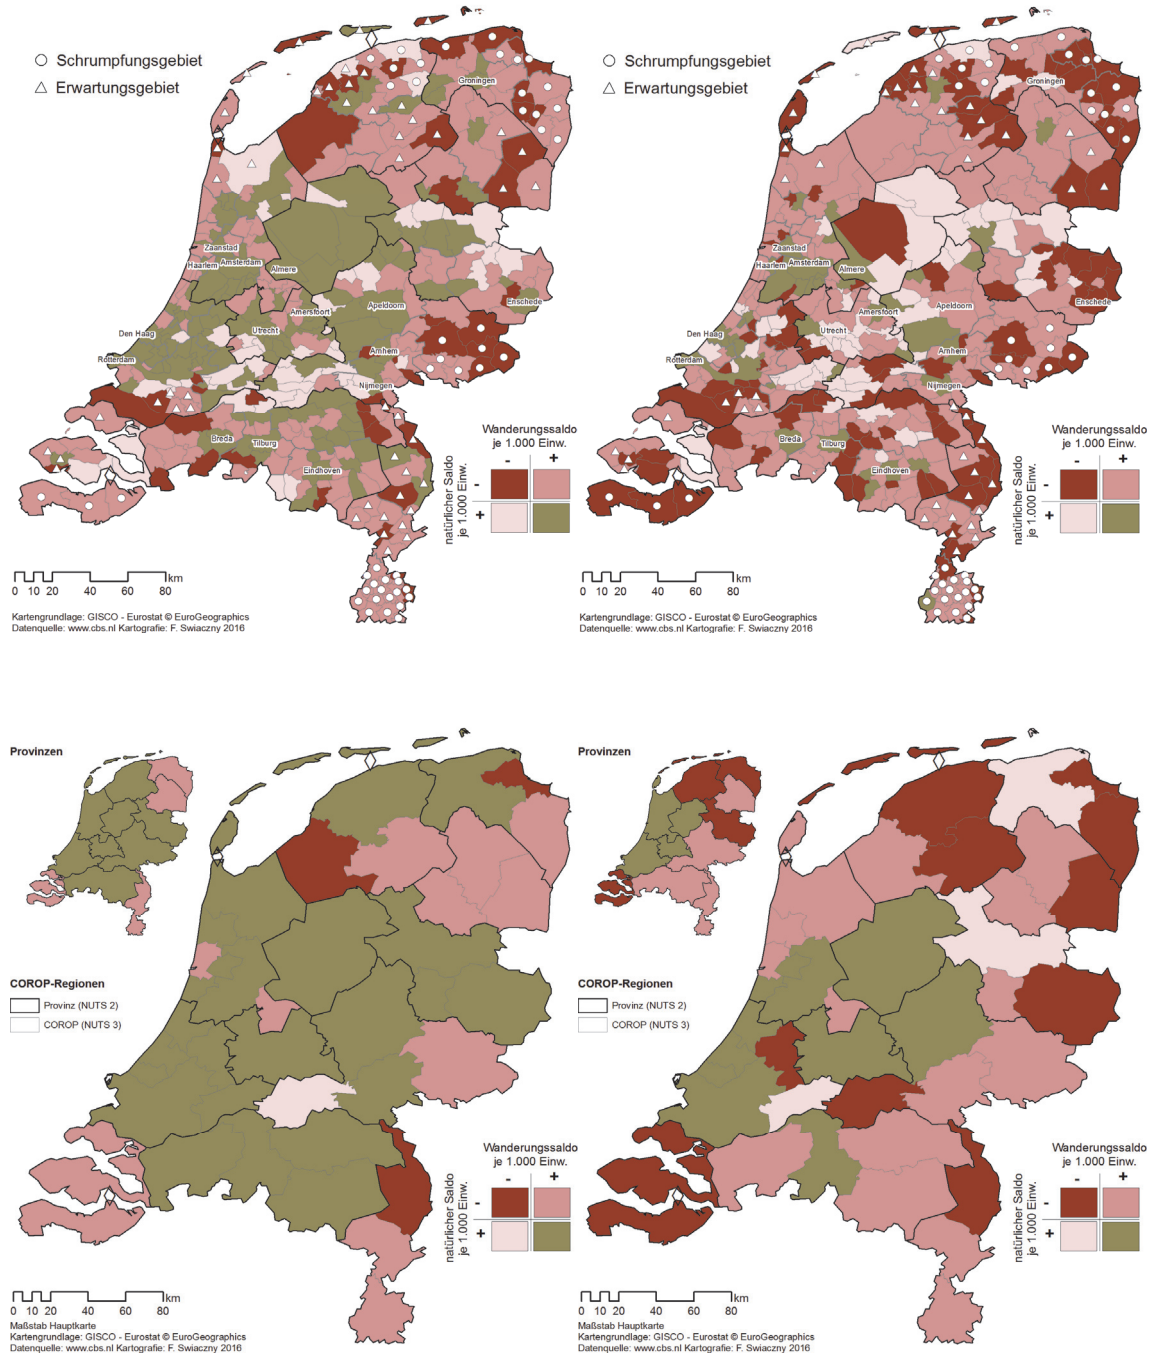 Schrumpfungsgebiet
Erwartungsgebiet
Groningen
Zaanstad
Haarlem
Amsterdam
Almere
Enschede
Apeldoorn
Amersfoort
Utrecht
Den Haag
Rotterdam
Arnhem
Nijmegen
Breda
Tilburg
Eindhoven
Wanderungssaldo
je 1.000 Einw.
- +
natürlicher Saldo
je 1.000 Einw.
-
+
km
0 10 20 40 60 80
Kartengrundlage: GISCO - Eurostat © EuroGeographics
Datenquelle: www.cbs.nl Kartografie: F. Swiaczny 2016
Schrumpfungsgebiet
Erwartungsgebiet
Groningen
Zaanstad
Haarlem
Amsterdam
Almere
Enschede
Apeldoorn
Amersfoort
Utrecht
Den Haag
Rotterdam
Arnhem
Nijmegen
Breda
Tilburg
Eindhoven
Wanderungssaldo
je 1.000 Einw.
- +
natürlicher Saldo
je 1.000 Einw.
-
+
km
0 10 20 40 60 80
Kartengrundlage: GISCO - Eurostat © EuroGeographics
Datenquelle: www.cbs.nl Kartografie: F. Swiaczny 2016
Provinzen
COROP-Regionen
Provinz (NUTS 2)
COROP (NUTS 3)
Wanderungssaldo
je 1.000 Einw.
- +
natürlicher Saldo
je 1.000 Einw.
-
+
km
0 10 20 40 60 80
Maßstab Hauptkarte
Kartengrundlage: GISCO - Eurostat © EuroGeographics
Datenquelle: www.cbs.nl Kartografie: F. Swiaczny 2016
Provinzen
COROP-Regionen
Provinz (NUTS 2)
COROP (NUTS 3)
Wanderungssaldo
je 1.000 Einw.
- +
natürlicher Saldo
je 1.000 Einw.
-
+
km
0 10 20 40 60 80
Maßstab Hauptkarte
Kartengrundlage: GISCO - Eurostat © EuroGeographics
Datenquelle: www.cbs.nl Kartografie: F. Swiaczny 2016